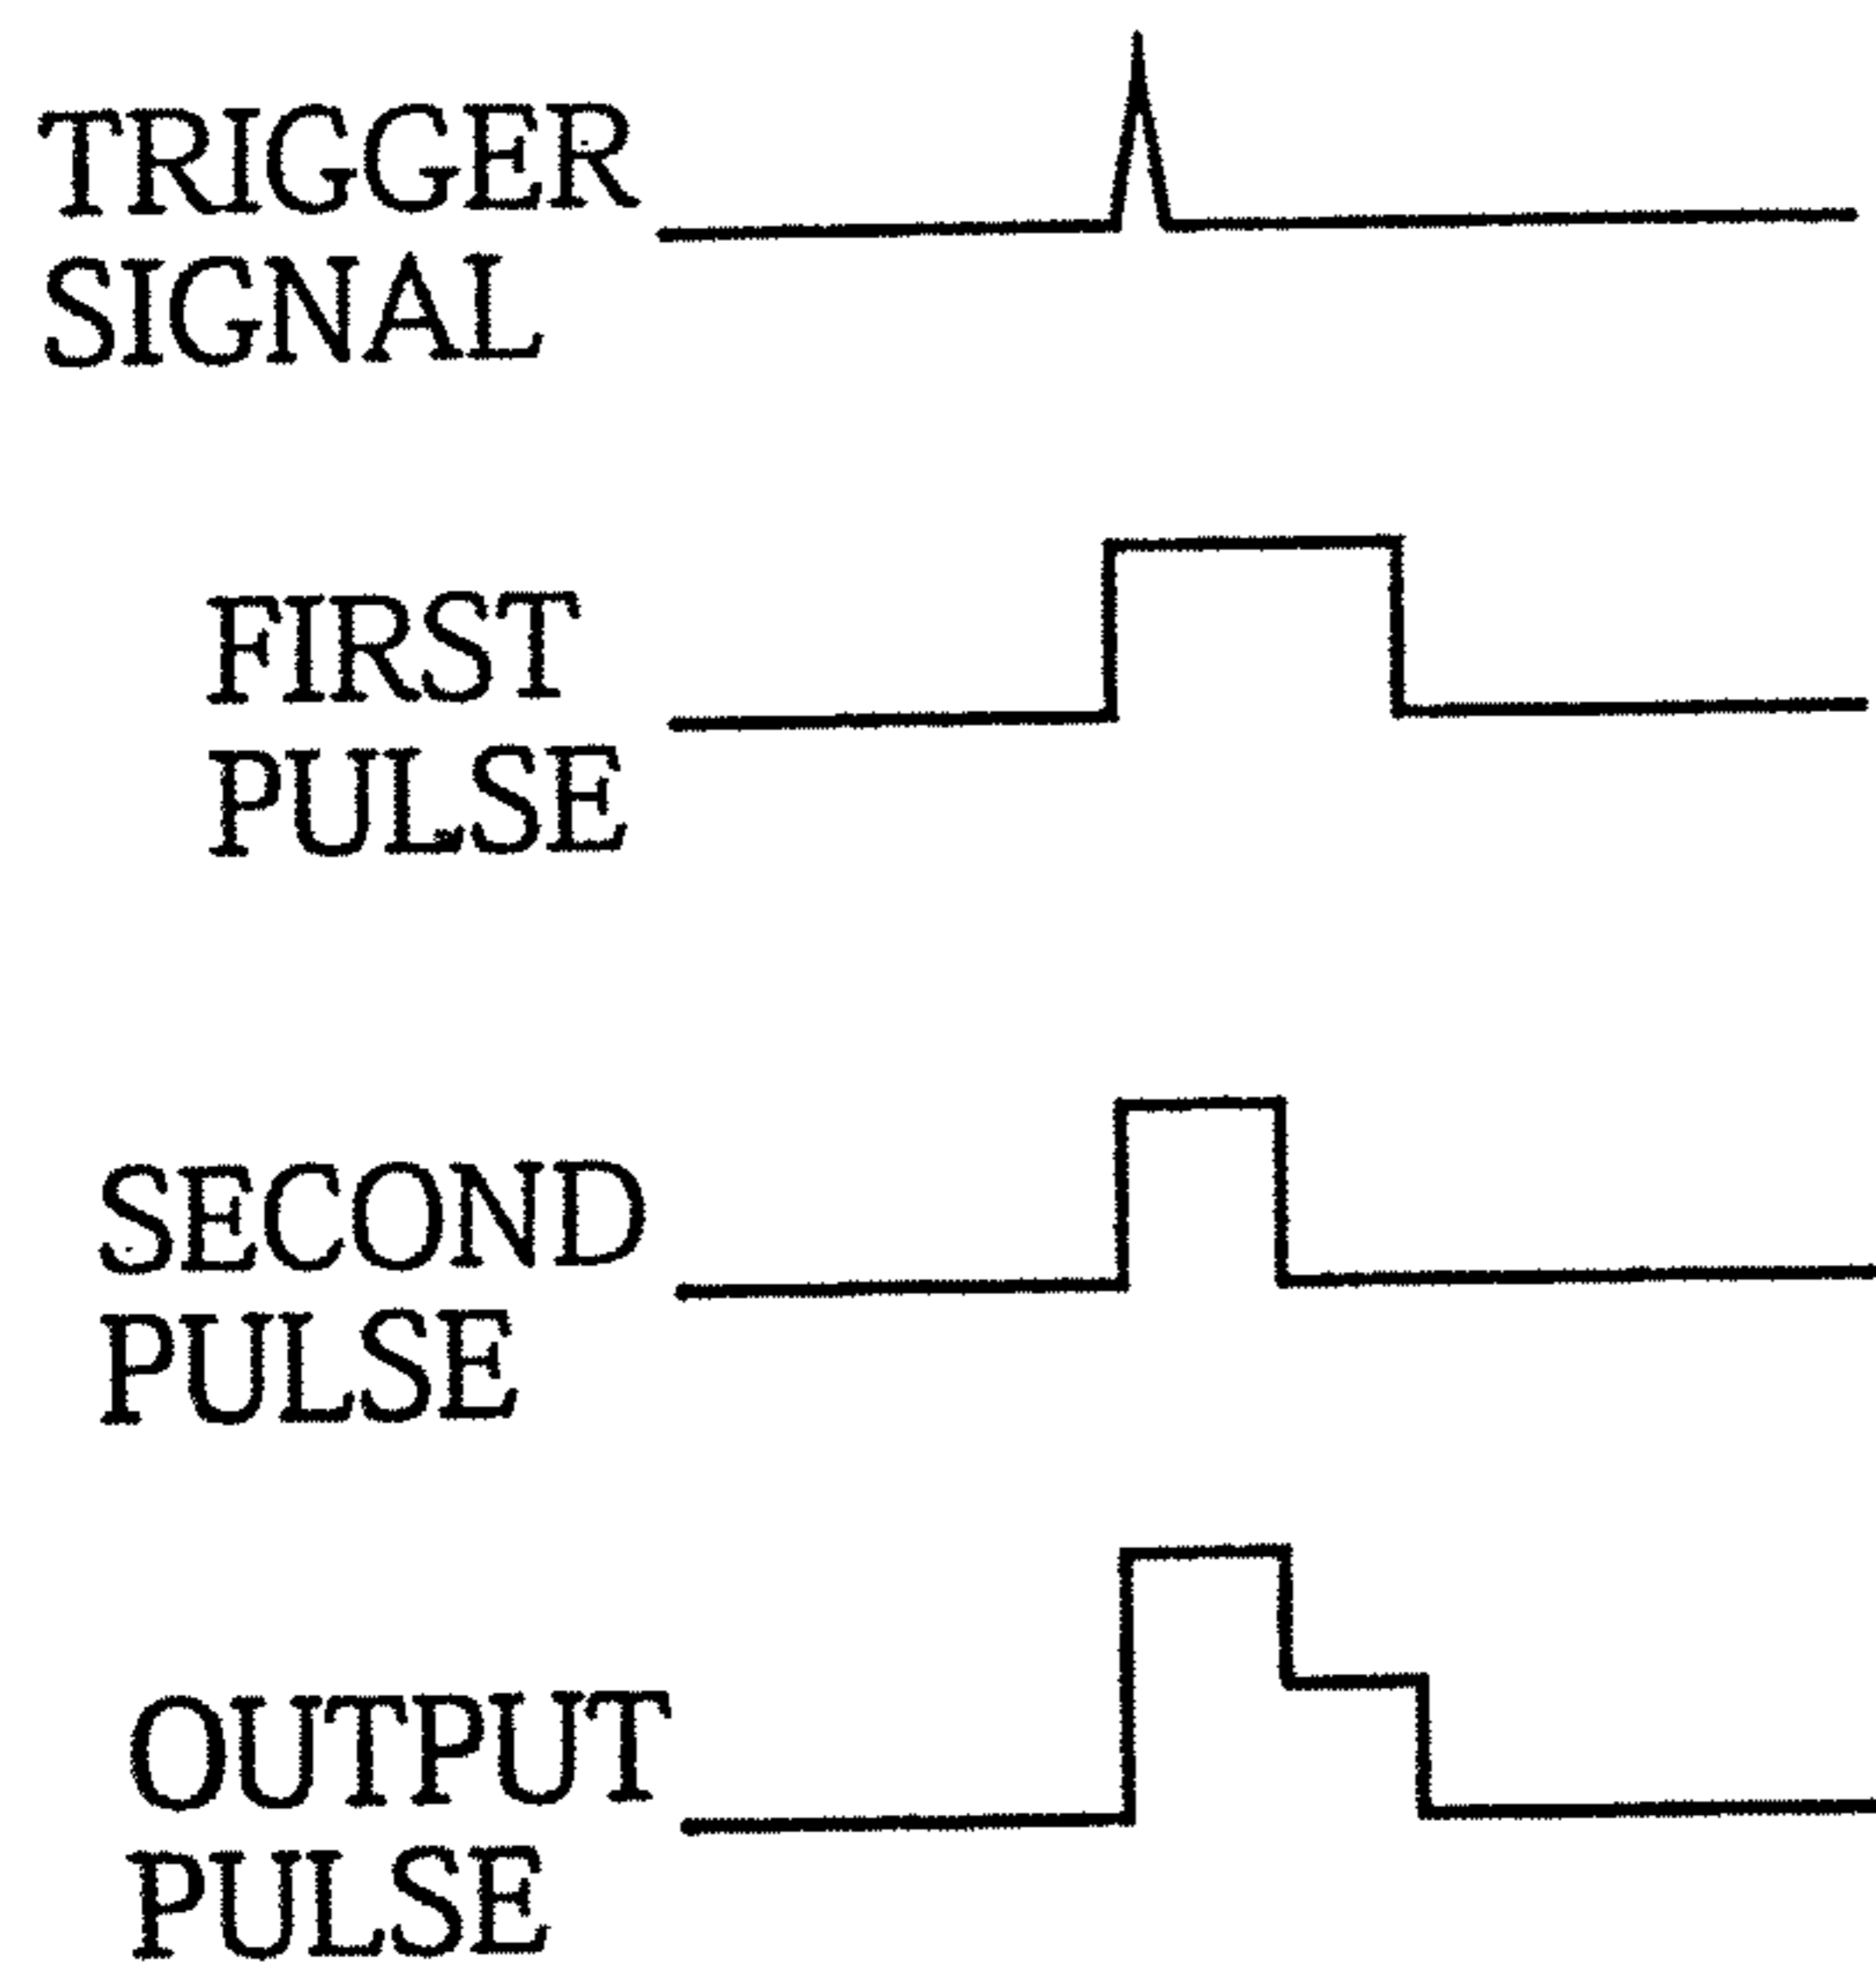 TRIGGER
SIGNAL
FIRST
PULSE
SECOND
PULSE
OUTPUT
PULSE